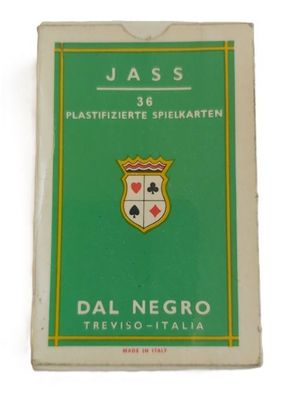 JASS
36
PLASTIFIZIERTE SPIELKARTEN
DAL NEGRO
TREVISO-ITALIA
MADE IN ITALY